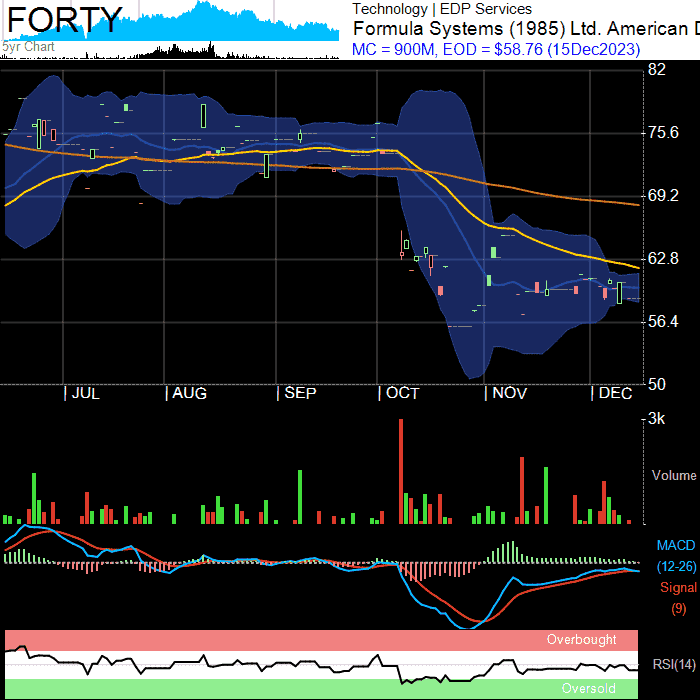 FORTY
5yr Chart
Technology | EDP Services
Formula Systems (1985) Ltd. American D
MC = 900M, EOD = $58.76 (15Dec2023)
82
75.6
69.2
62.8
56.4
50
| JUL | AUG | SEP | OCT | NOV | DEC
3k
Volume
MACD
(12-26)
Signal
(9)
Overbought
RSI(14)
Oversold